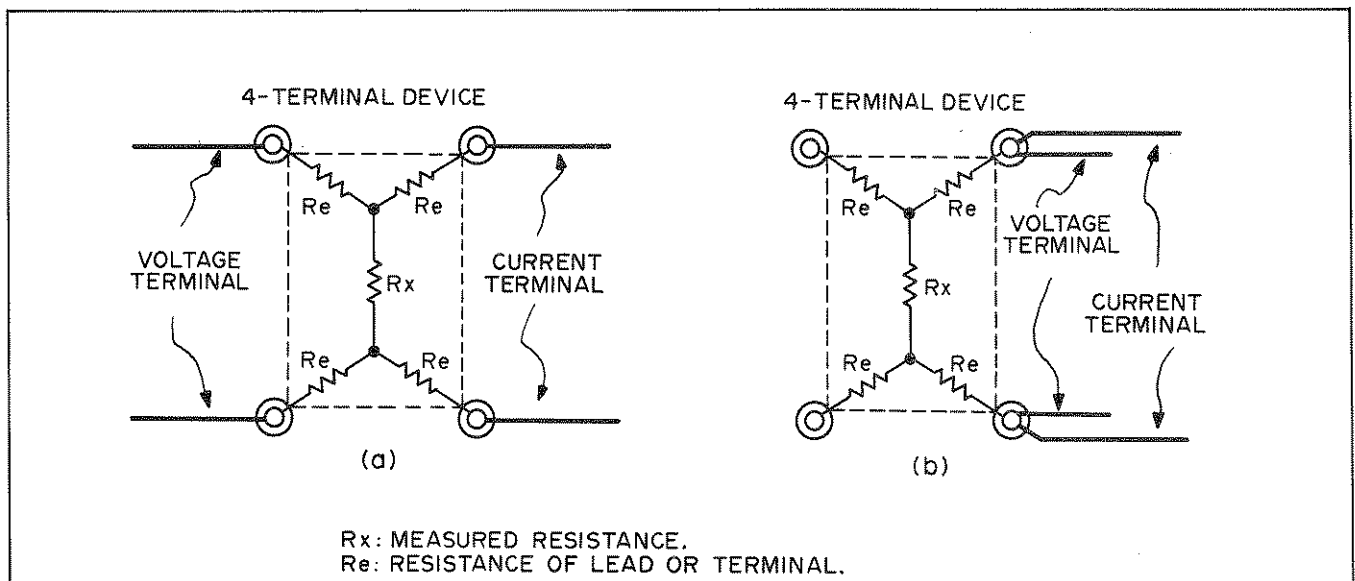 4-TERMINAL DEVICE
Re
Re
Rx
Re
Re
VOLTAGE
TERMINAL
CURRENT
TERMINAL
(a)
4-TERMINAL DEVICE
Re
Re
Rx
Re
Re
VOLTAGE
TERMINAL
CURRENT
TERMINAL
(b)
Rx: MEASURED RESISTANCE.
Re: RESISTANCE OF LEAD OR TERMINAL.